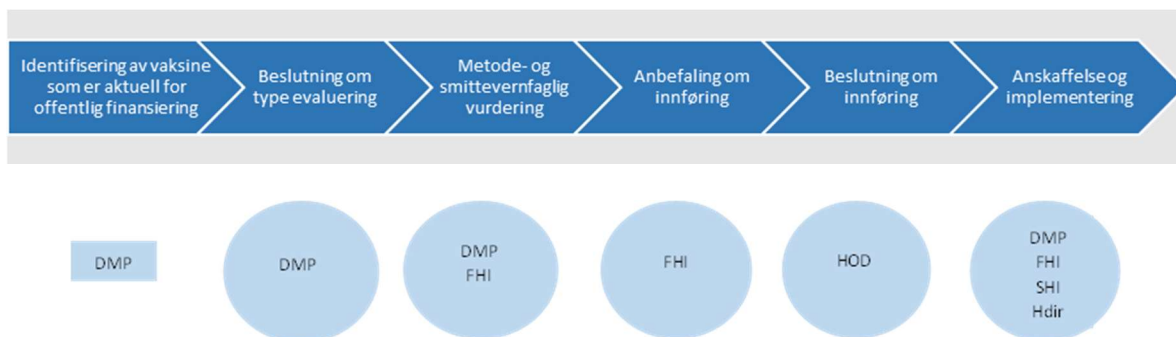 Identifisering av vaksine
som er aktuell for
offentlig finansiering
Beslutning om
type evaluering
Metode- og
smittevernfaglig
vurdering
Anbefaling om
innføring
Beslutning om
innføring
Anskaffelse og
implementering
DMP
DMP
DMP
FHI
FHI
HOD
DMP
FHI
SHI
Hdir